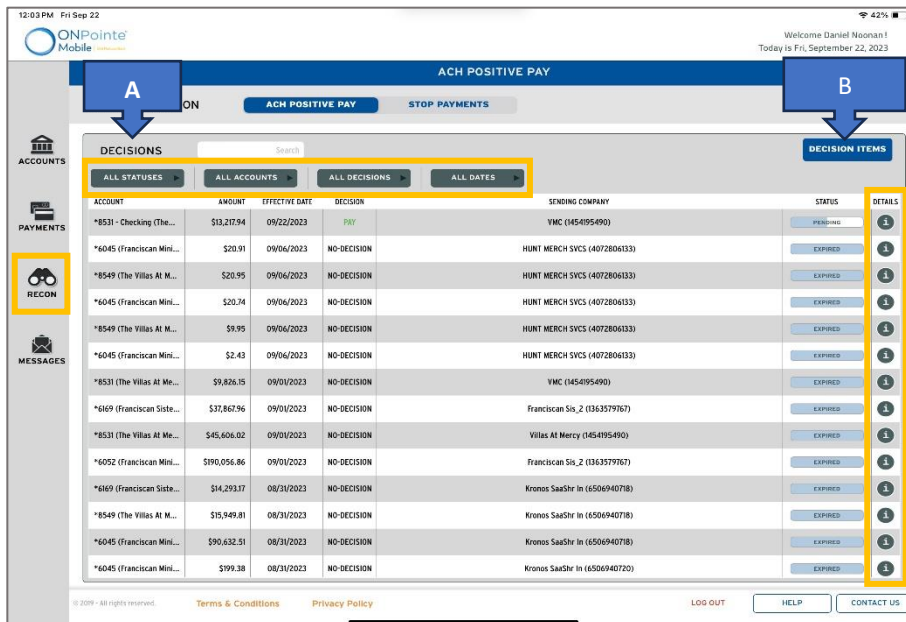 12:03 PM Fri Sep 22
42%
ONPointe
Mobile
Welcome Daniel Noonan!
Today is Fri, September 22, 2023
ACH POSITIVE PAY
A
B
ON
ACH POSITIVE PAY
STOP PAYMENTS
DECISIONS
Search
DECISION ITEMS
ALL STATUSES ALL ACCOUNTS ALL DECISIONS ALL DATES
ACCOUNTS
PAYMENTS
RECON
MESSAGES
ACCOUNT AMOUNT EFFECTIVE DATE DECISION SENDING COMPANY STATUS DETAILS
*8531 - Checking (The... $13,217.94 09/22/2023 PAY VMC (1454195490) PENDING i
*6045 (Franciscan Mini... $20.91 09/06/2023 NO-DECISION HUNT MERCH SVCS (4072806133) EXPIRED i
*8549 (The Villas At M... $20.95 09/06/2023 NO-DECISION HUNT MERCH SVCS (4072806133) EXPIRED i
*6045 (Franciscan Mini... $20.74 09/06/2023 NO-DECISION HUNT MERCH SVCS (4072806133) EXPIRED i
*8549 (The Villas At M... $9.95 09/06/2023 NO-DECISION HUNT MERCH SVCS (4072806133) EXPIRED i
*6045 (Franciscan Mini... $2.43 09/06/2023 NO-DECISION HUNT MERCH SVCS (4072806133) EXPIRED i
*8531 (The Villas At Me... $9,826.15 09/01/2023 NO-DECISION VMC (1454195490) EXPIRED i
*6169 (Franciscan Siste... $37,867.96 09/01/2023 NO-DECISION Franciscan Sis_2 (1363579767) EXPIRED i
*8531 (The Villas At Me... $45,606.02 09/01/2023 NO-DECISION Villas At Mercy (1454195490) EXPIRED i
*6052 (Franciscan Mini... $190,056.86 09/01/2023 NO-DECISION Franciscan Sis_2 (1363579767) EXPIRED i
*6169 (Franciscan Siste... $14,293.17 08/31/2023 NO-DECISION Kronos SaaShr In (6506940718) EXPIRED i
*8549 (The Villas At M... $15,949.81 08/31/2023 NO-DECISION Kronos SaaShr In (6506940718) EXPIRED i
*6045 (Franciscan Mini... $90,632.51 08/31/2023 NO-DECISION Kronos SaaShr In (6506940718) EXPIRED i
*6045 (Franciscan Mini... $199.38 08/31/2023 NO-DECISION Kronos SaaShr In (6506940720) EXPIRED i
© 2019 - All rights reserved. Terms & Conditions Privacy Policy LOG OUT HELP CONTACT US